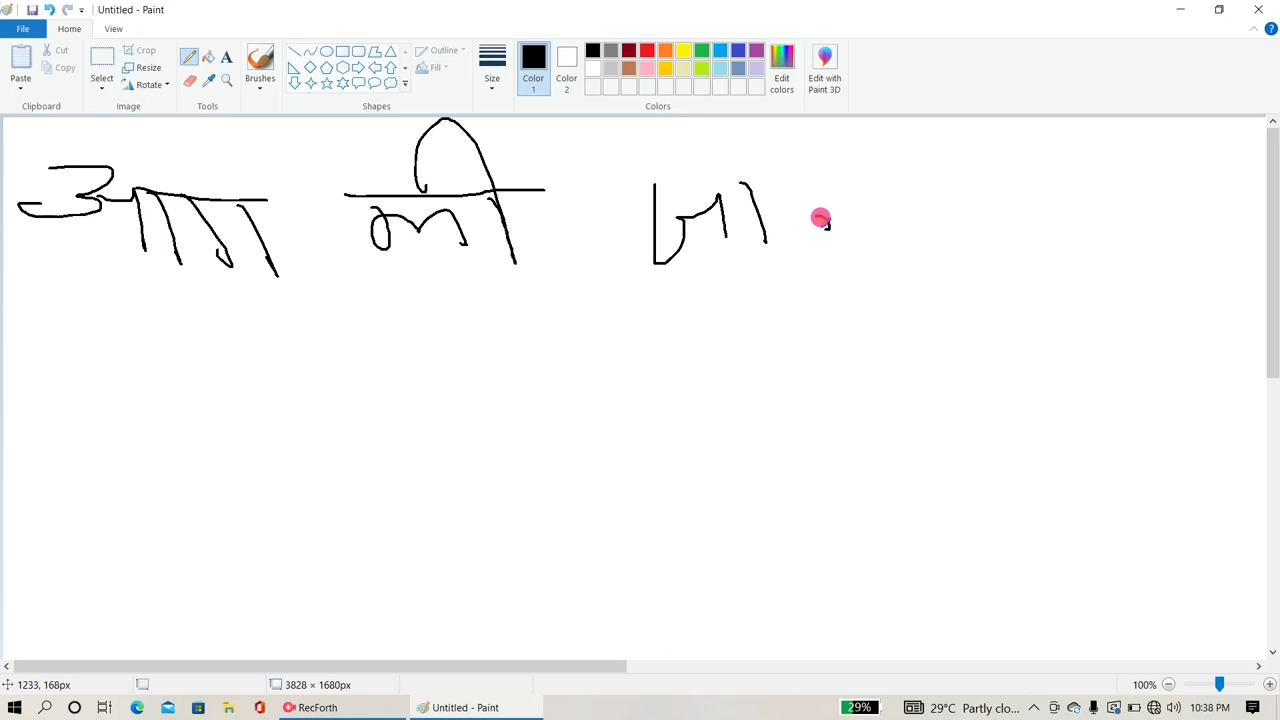 Untitled - Paint
File Home View
Paste Cut Copy Clipboard
Select Crop Resize Rotate Image
Tools
Brushes
Shapes Outline Fill
Size
Color 1 Color 2 Edit colors Colors
Edit with Paint 3D
1233, 168px 3828 × 1680px 100%
RecForth Untitled - Paint 29% 29°C Partly clo... 10:38 PM